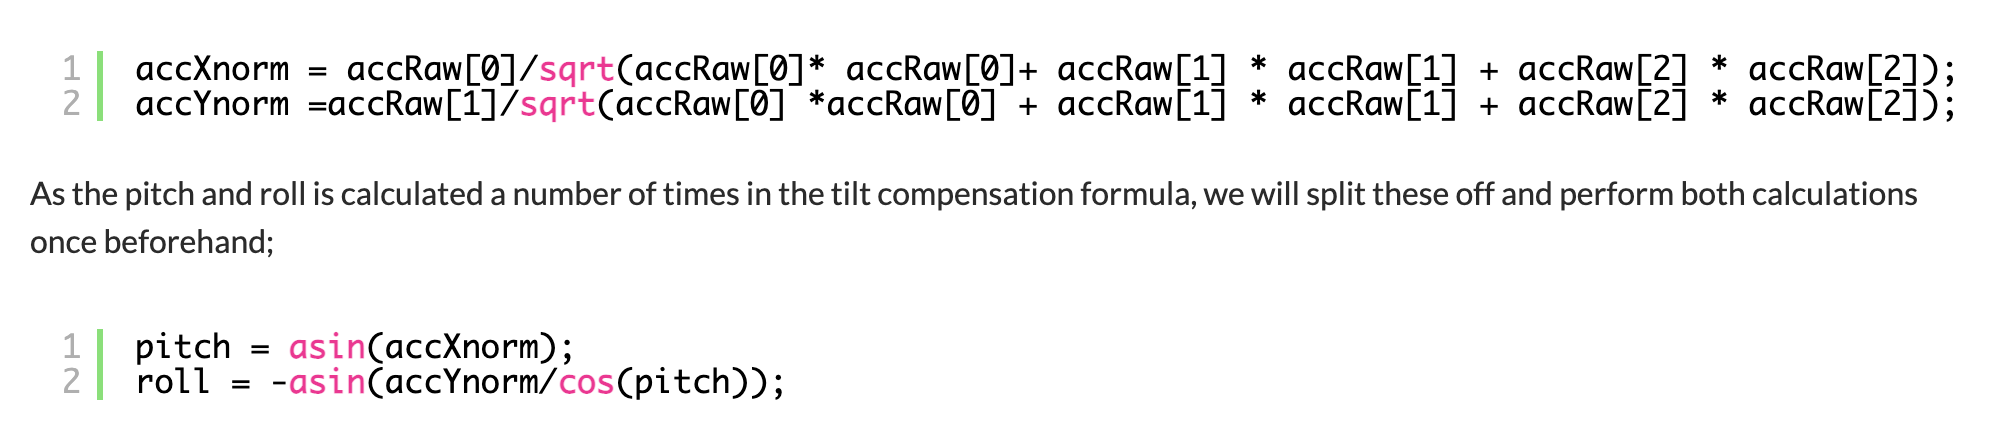 1 accXnorm = accRaw[0]/sqrt(accRaw[0]* accRaw[0]+ accRaw[1] * accRaw[1] + accRaw[2] * accRaw[2]);
2 accYnorm =accRaw[1]/sqrt(accRaw[0] *accRaw[0] + accRaw[1] * accRaw[1] + accRaw[2] * accRaw[2]);
As the pitch and roll is calculated a number of times in the tilt compensation formula, we will split these off and perform both calculations
once beforehand;
1 pitch = asin(accXnorm);
2 roll = -asin(accYnorm/cos(pitch));